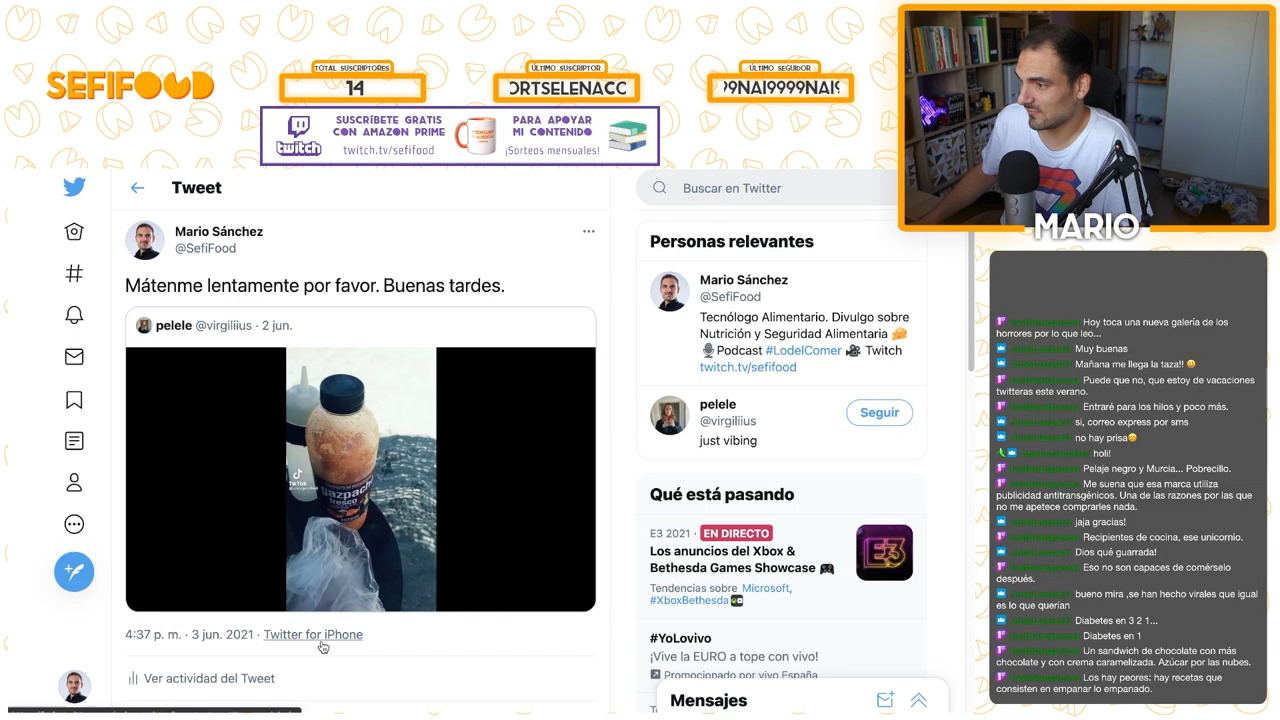 SEFIFOOD
TOTAL SUSCRIPTORES
14
ÚLTIMO SUSCRIPTOR
ORTSELENACC
ÚLTIMO SEGUIDOR
99NAI9999NAI9
SUSCRÍBETE GRATIS
CON AMAZON PRIME
twitch.tv/sefifood
twitch
PARA APOYAR
MI CONTENIDO
¡Sorteos mensuales!
MARIO
Tweet
Mario Sánchez
@SefiFood
Mátenme lentamente por favor. Buenas tardes.
pelele @virgiliius · 2 jun.
TikTok
gazpacho
fresco
4:37 p. m. · 3 jun. 2021 · Twitter for iPhone
Ver actividad del Tweet
Buscar en Twitter
Personas relevantes
Mario Sánchez
@SefiFood
Tecnólogo Alimentario. Divulgo sobre
Nutrición y Seguridad Alimentaria 🧀
🎙Podcast #LodelComer 🎥 Twitch
twitch.tv/sefifood
pelele
@virgiliius
Seguir
just vibing
Qué está pasando
E3 2021 · EN DIRECTO
Los anuncios del Xbox &
Bethesda Games Showcase 🎮
E3
Tendencias sobre Microsoft,
#XboxBethesda
#YoLovivo
¡Vive la EURO a tope con vivo!
Promocionado por vivo España
Mensajes
Hoy toca una nueva galería de los
horrores por lo que leo...
Muy buenas
Mañana me llega la taza!! 😀
Puede que no, que estoy de vacaciones
twitteras este verano.
Entraré para los hilos y poco más.
si, correo express por sms
no hay prisa😊
holi!
Pelaje negro y Murcia... Pobrecillo.
Me suena que esa marca utiliza
publicidad antitransgénicos. Una de las razones por las que
no me apetece comprarles nada.
jaja gracias!
Recipientes de cocina, ese unicornio.
Dios qué guarrada!
Eso no son capaces de comérselo
después.
bueno mira ,se han hecho virales que igual
es lo que querían
Diabetes en 3 2 1...
Diabetes en 1
Un sandwich de chocolate con más
chocolate y con crema caramelizada. Azúcar por las nubes.
Los hay peores: hay recetas que
consisten en empanar lo empanado.